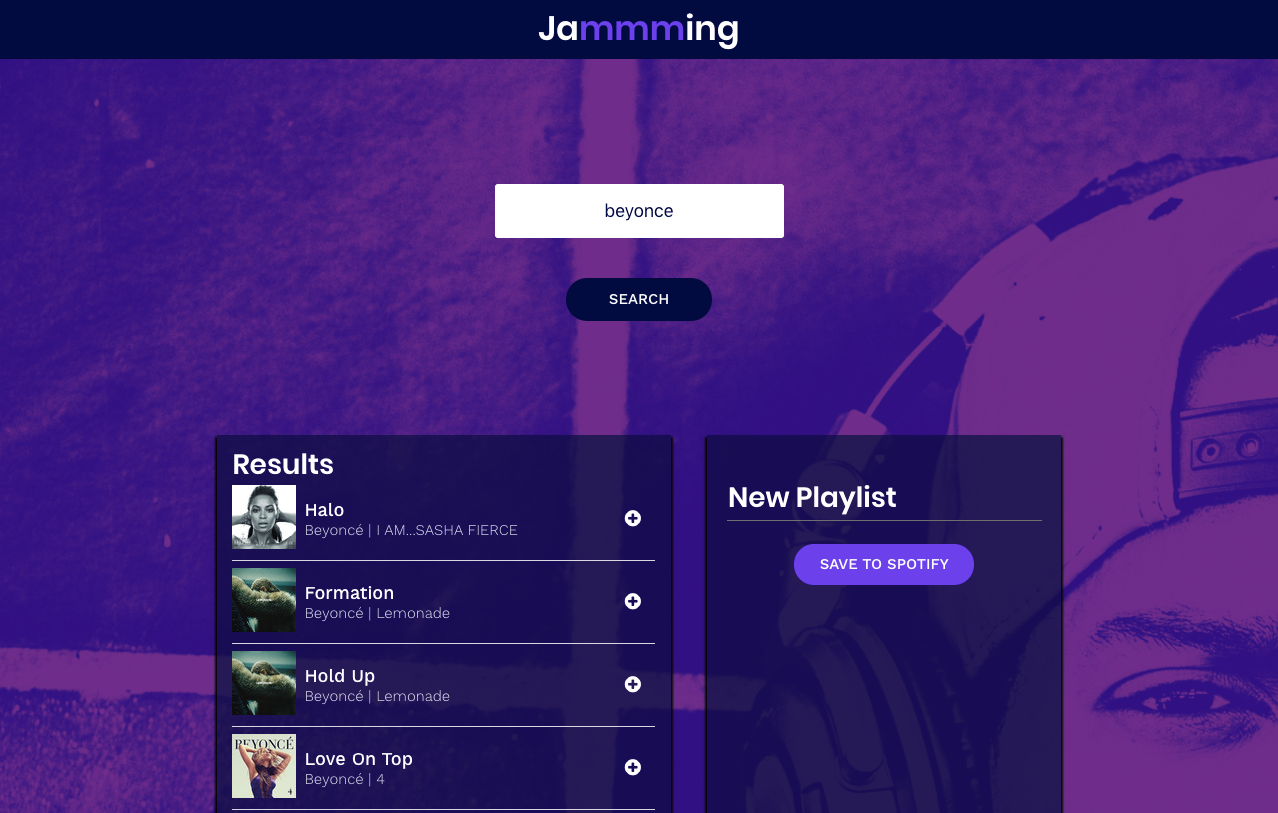 Jammming
beyonce
SEARCH
Results
Halo
Beyoncé | I AM...SASHA FIERCE
Formation
Beyoncé | Lemonade
Hold Up
Beyoncé | Lemonade
BEYONCÉ
4
Love On Top
Beyoncé | 4
New Playlist
SAVE TO SPOTIFY